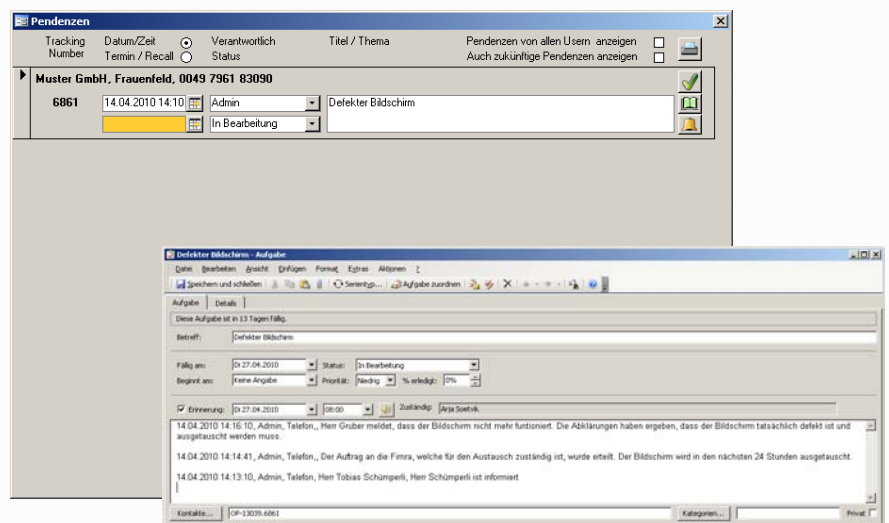 Pendenzen
Tracking Number
Datum/Zeit
Verantwortlich
Titel / Thema
Pendenzen von allen Usern anzeigen
Termin / Recall
Status
Auch zukünftige Pendenzen anzeigen
Muster GmbH, Frauenfeld, 0049 7961 83090
6861
14.04.2010 14:10
Admin
Defekter Bildschirm
In Bearbeitung
Defekter Bildschirm - Aufgabe
Datei Bearbeiten Ansicht Einfügen Format Extras Aktionen ?
Speichern und schließen Serientyp... Aufgabe zuordnen
Aufgabe Details
Diese Aufgabe ist in 13 Tagen fällig.
Betreff: Defekter Bildschirm
Fällig am: Di 27.04.2010 Status: In Bearbeitung
Beginnt am: Keine Angabe Priorität: Niedrig % erledigt: 0%
Erinnerung: Di 27.04.2010 08:00 Zuständig: Arja Soetvik
14.04.2010 14:16:10, Admin, Telefon,, Herr Gruber meldet, dass der Bildschirm nicht mehr funtioniert. Die Abklärungen haben ergeben, dass der Bildschirm tatsächlich defekt ist und
ausgetauscht werden muss.
14.04.2010 14:14:41, Admin, Telefon,, Der Auftrag an die Fimra, welche für den Austausch zuständig ist, wurde erteilt. Der Bildschirm wird in den nächsten 24 Stunden ausgetauscht.
14.04.2010 14:13:10, Admin, Telefon, Herr Tobias Schümperli, Herr Schümperli ist informiert
Kontakte... OP-13039.6861 Kategorien... Privat